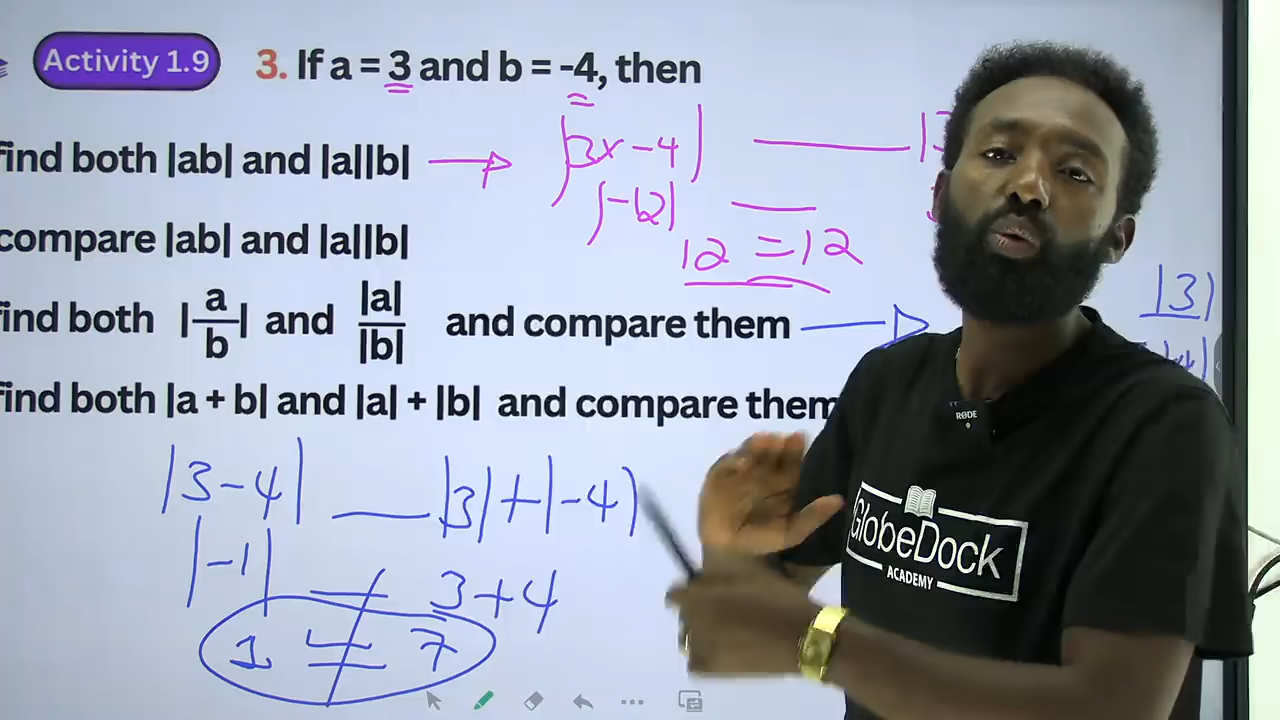 Activity 1.9 3. If a = 3 and b = -4, then
find both |ab| and |a||b|
|3x-4|
|-12|
12 = 12
compare |ab| and |a||b|
find both |a/b| and |a|/|b| and compare them
|3|
find both |a + b| and |a| + |b| and compare them
|3-4| |3|+|-4|
|-1| ≠ 3+4
1 ≠ 7
RØDE
GlobeDock
ACADEMY